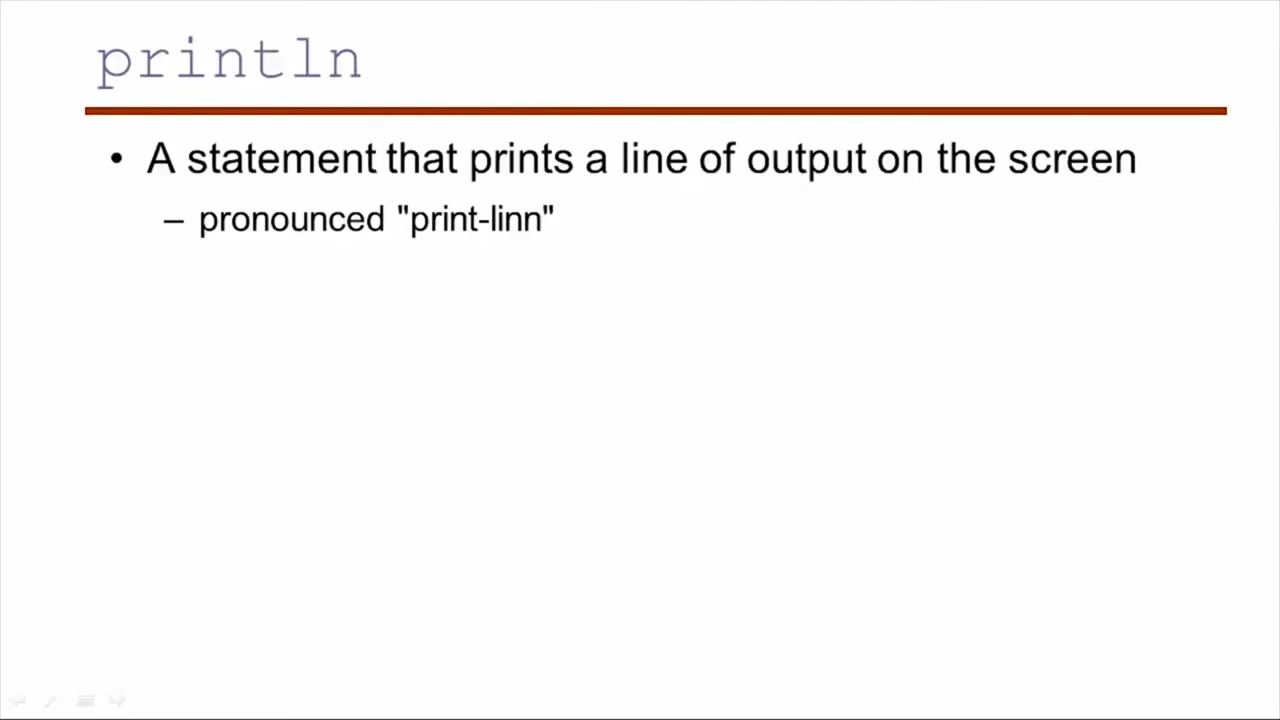 println
• A statement that prints a line of output on the screen
– pronounced "print-linn"